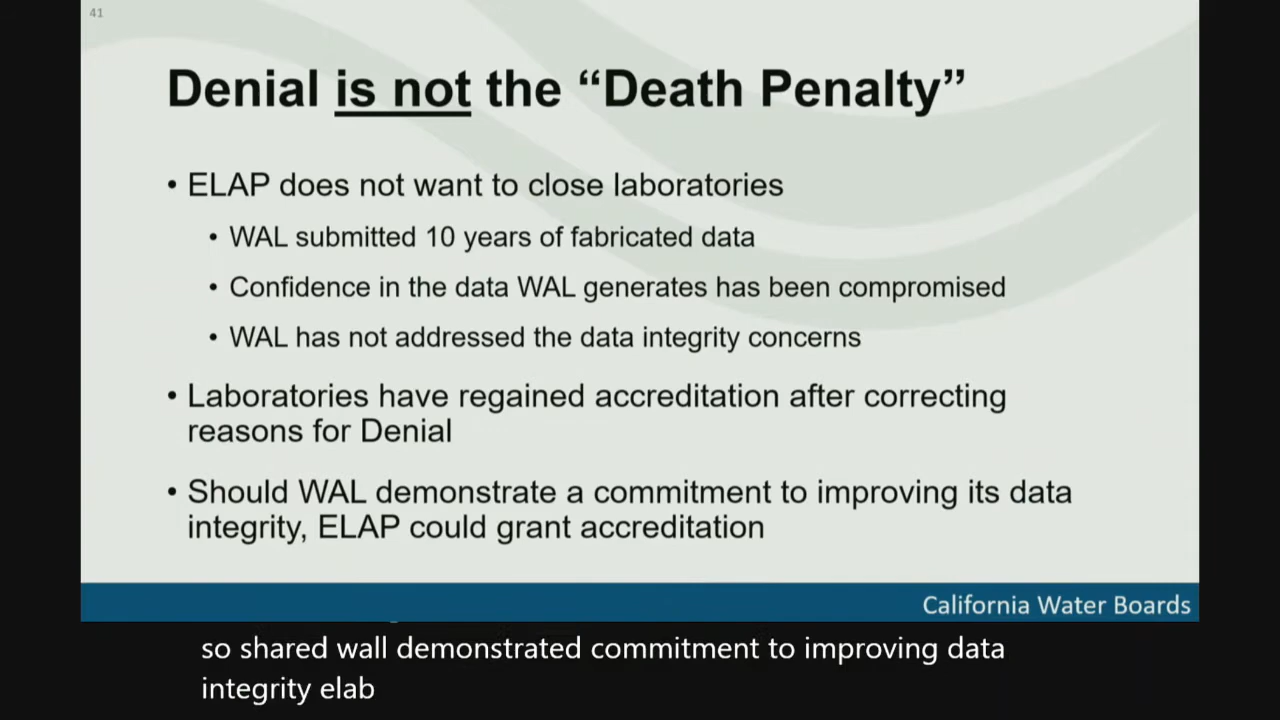 41
Denial is not the “Death Penalty”
• ELAP does not want to close laboratories
• WAL submitted 10 years of fabricated data
• Confidence in the data WAL generates has been compromised
• WAL has not addressed the data integrity concerns
• Laboratories have regained accreditation after correcting
reasons for Denial
• Should WAL demonstrate a commitment to improving its data
integrity, ELAP could grant accreditation
California Water Boards
so shared wall demonstrated commitment to improving data
integrity elab